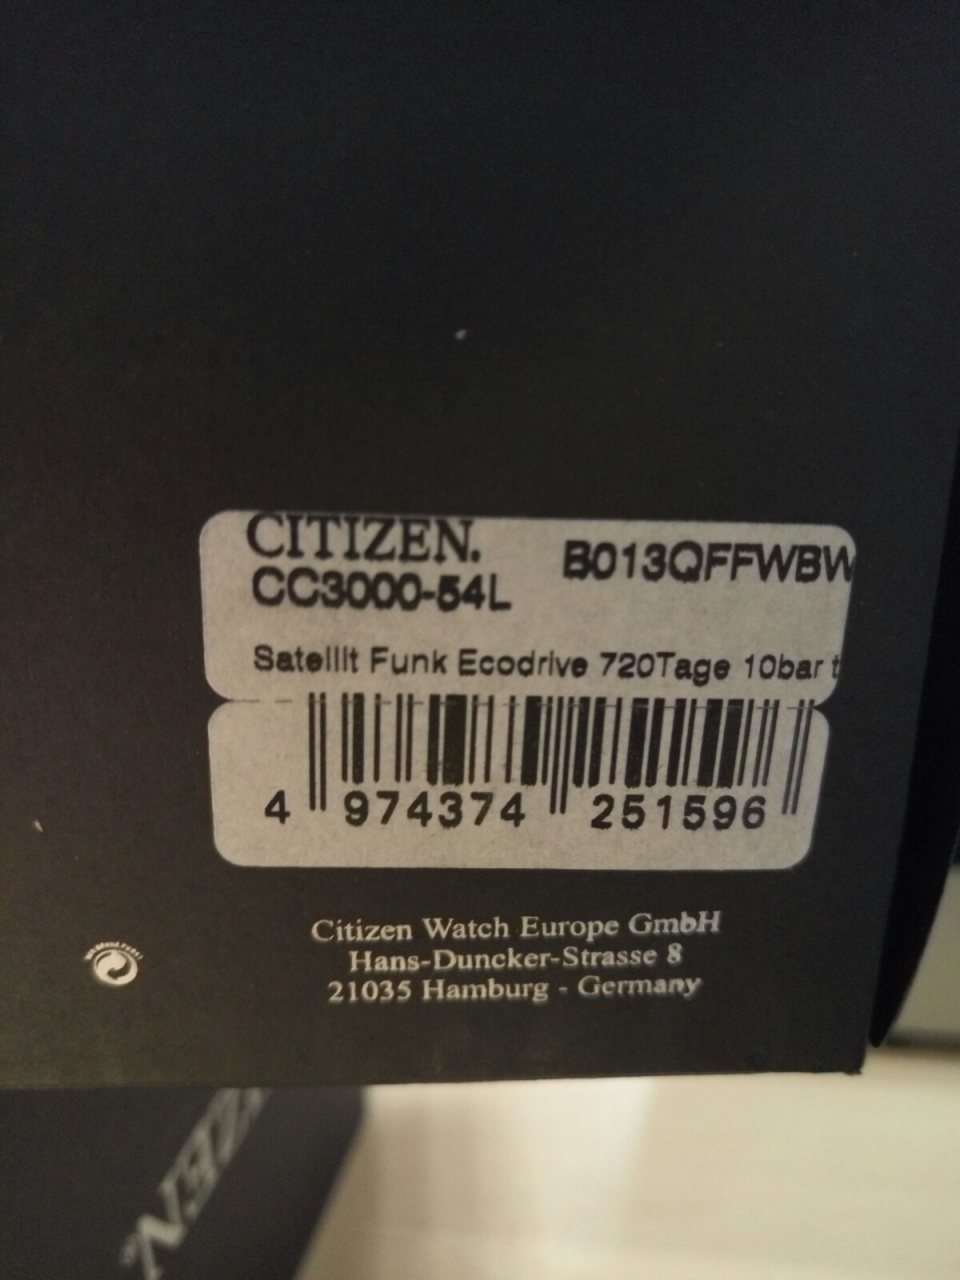 CITIZEN.
B013QFFWBW
CC3000-54L
Satellit Funk Ecodrive 720Tage 10bar t
4 974374 251596
Citizen Watch Europe GmbH
Hans-Duncker-Strasse 8
21035 Hamburg - Germany
ZEN